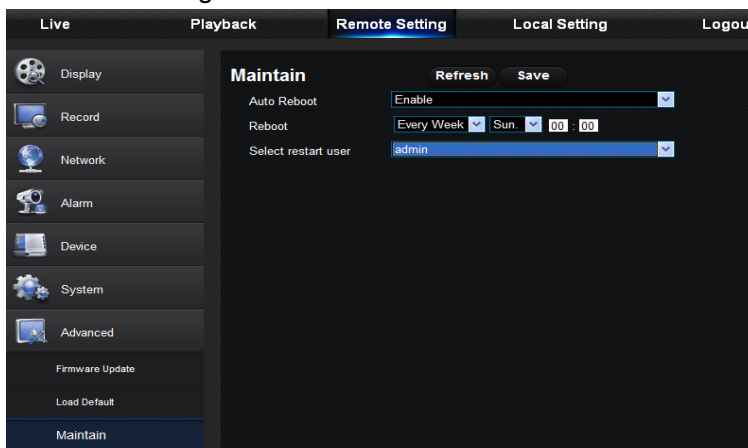 Live Playback Remote Setting Local Setting Logou
Display
Record
Network
Alarm
Device
System
Advanced
Firmware Update
Load Default
Maintain
Maintain Refresh Save
Auto Reboot Enable
Reboot Every Week Sun. 00 : 00
Select restart user admin